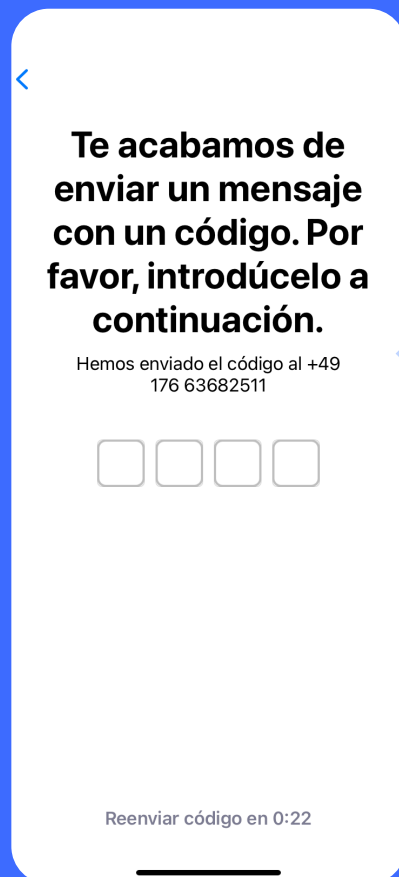 Te acabamos de
enviar un mensaje
con un código. Por
favor, introdúcelo a
continuación.
Hemos enviado el código al +49
176 63682511
Reenviar código en 0:22